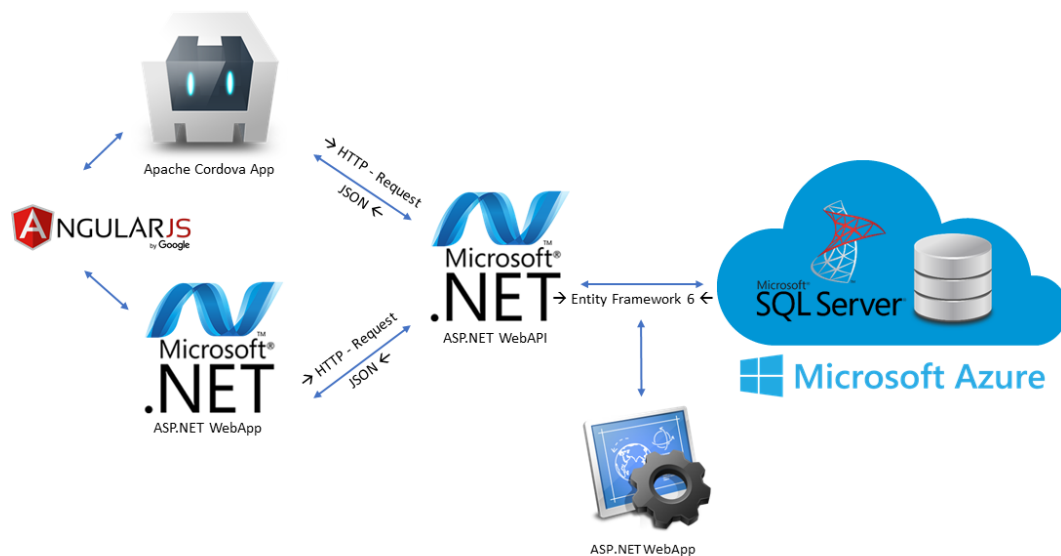 Apache Cordova App
→ HTTP - Request
JSON ←
ANGULARJS
by Google
Microsoft®
.NET
ASP.NET WebApp
→ HTTP - Request
JSON ←
™
Microsoft®
.NET
ASP.NET WebAPI
→ Entity Framework 6 ←
Microsoft®
SQL Server®
Microsoft Azure
ASP.NET WebApp